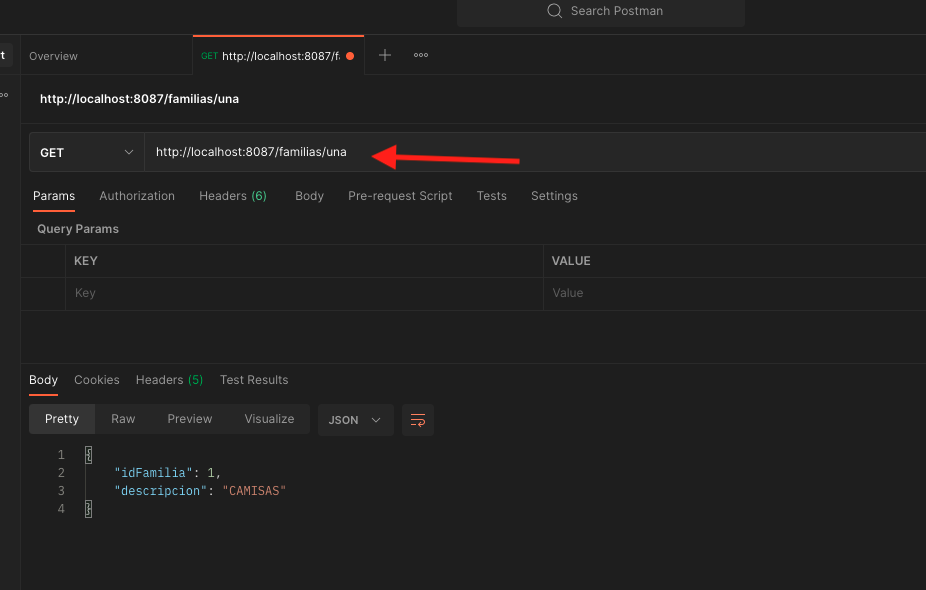 Search Postman
t Overview GET http://localhost:8087/f
http://localhost:8087/familias/una
GET http://localhost:8087/familias/una
Params Authorization Headers (6) Body Pre-request Script Tests Settings
Query Params
KEY VALUE
Key Value
Body Cookies Headers (5) Test Results
Pretty Raw Preview Visualize JSON
1 {
2 "idFamilia": 1,
3 "descripcion": "CAMISAS"
4 }